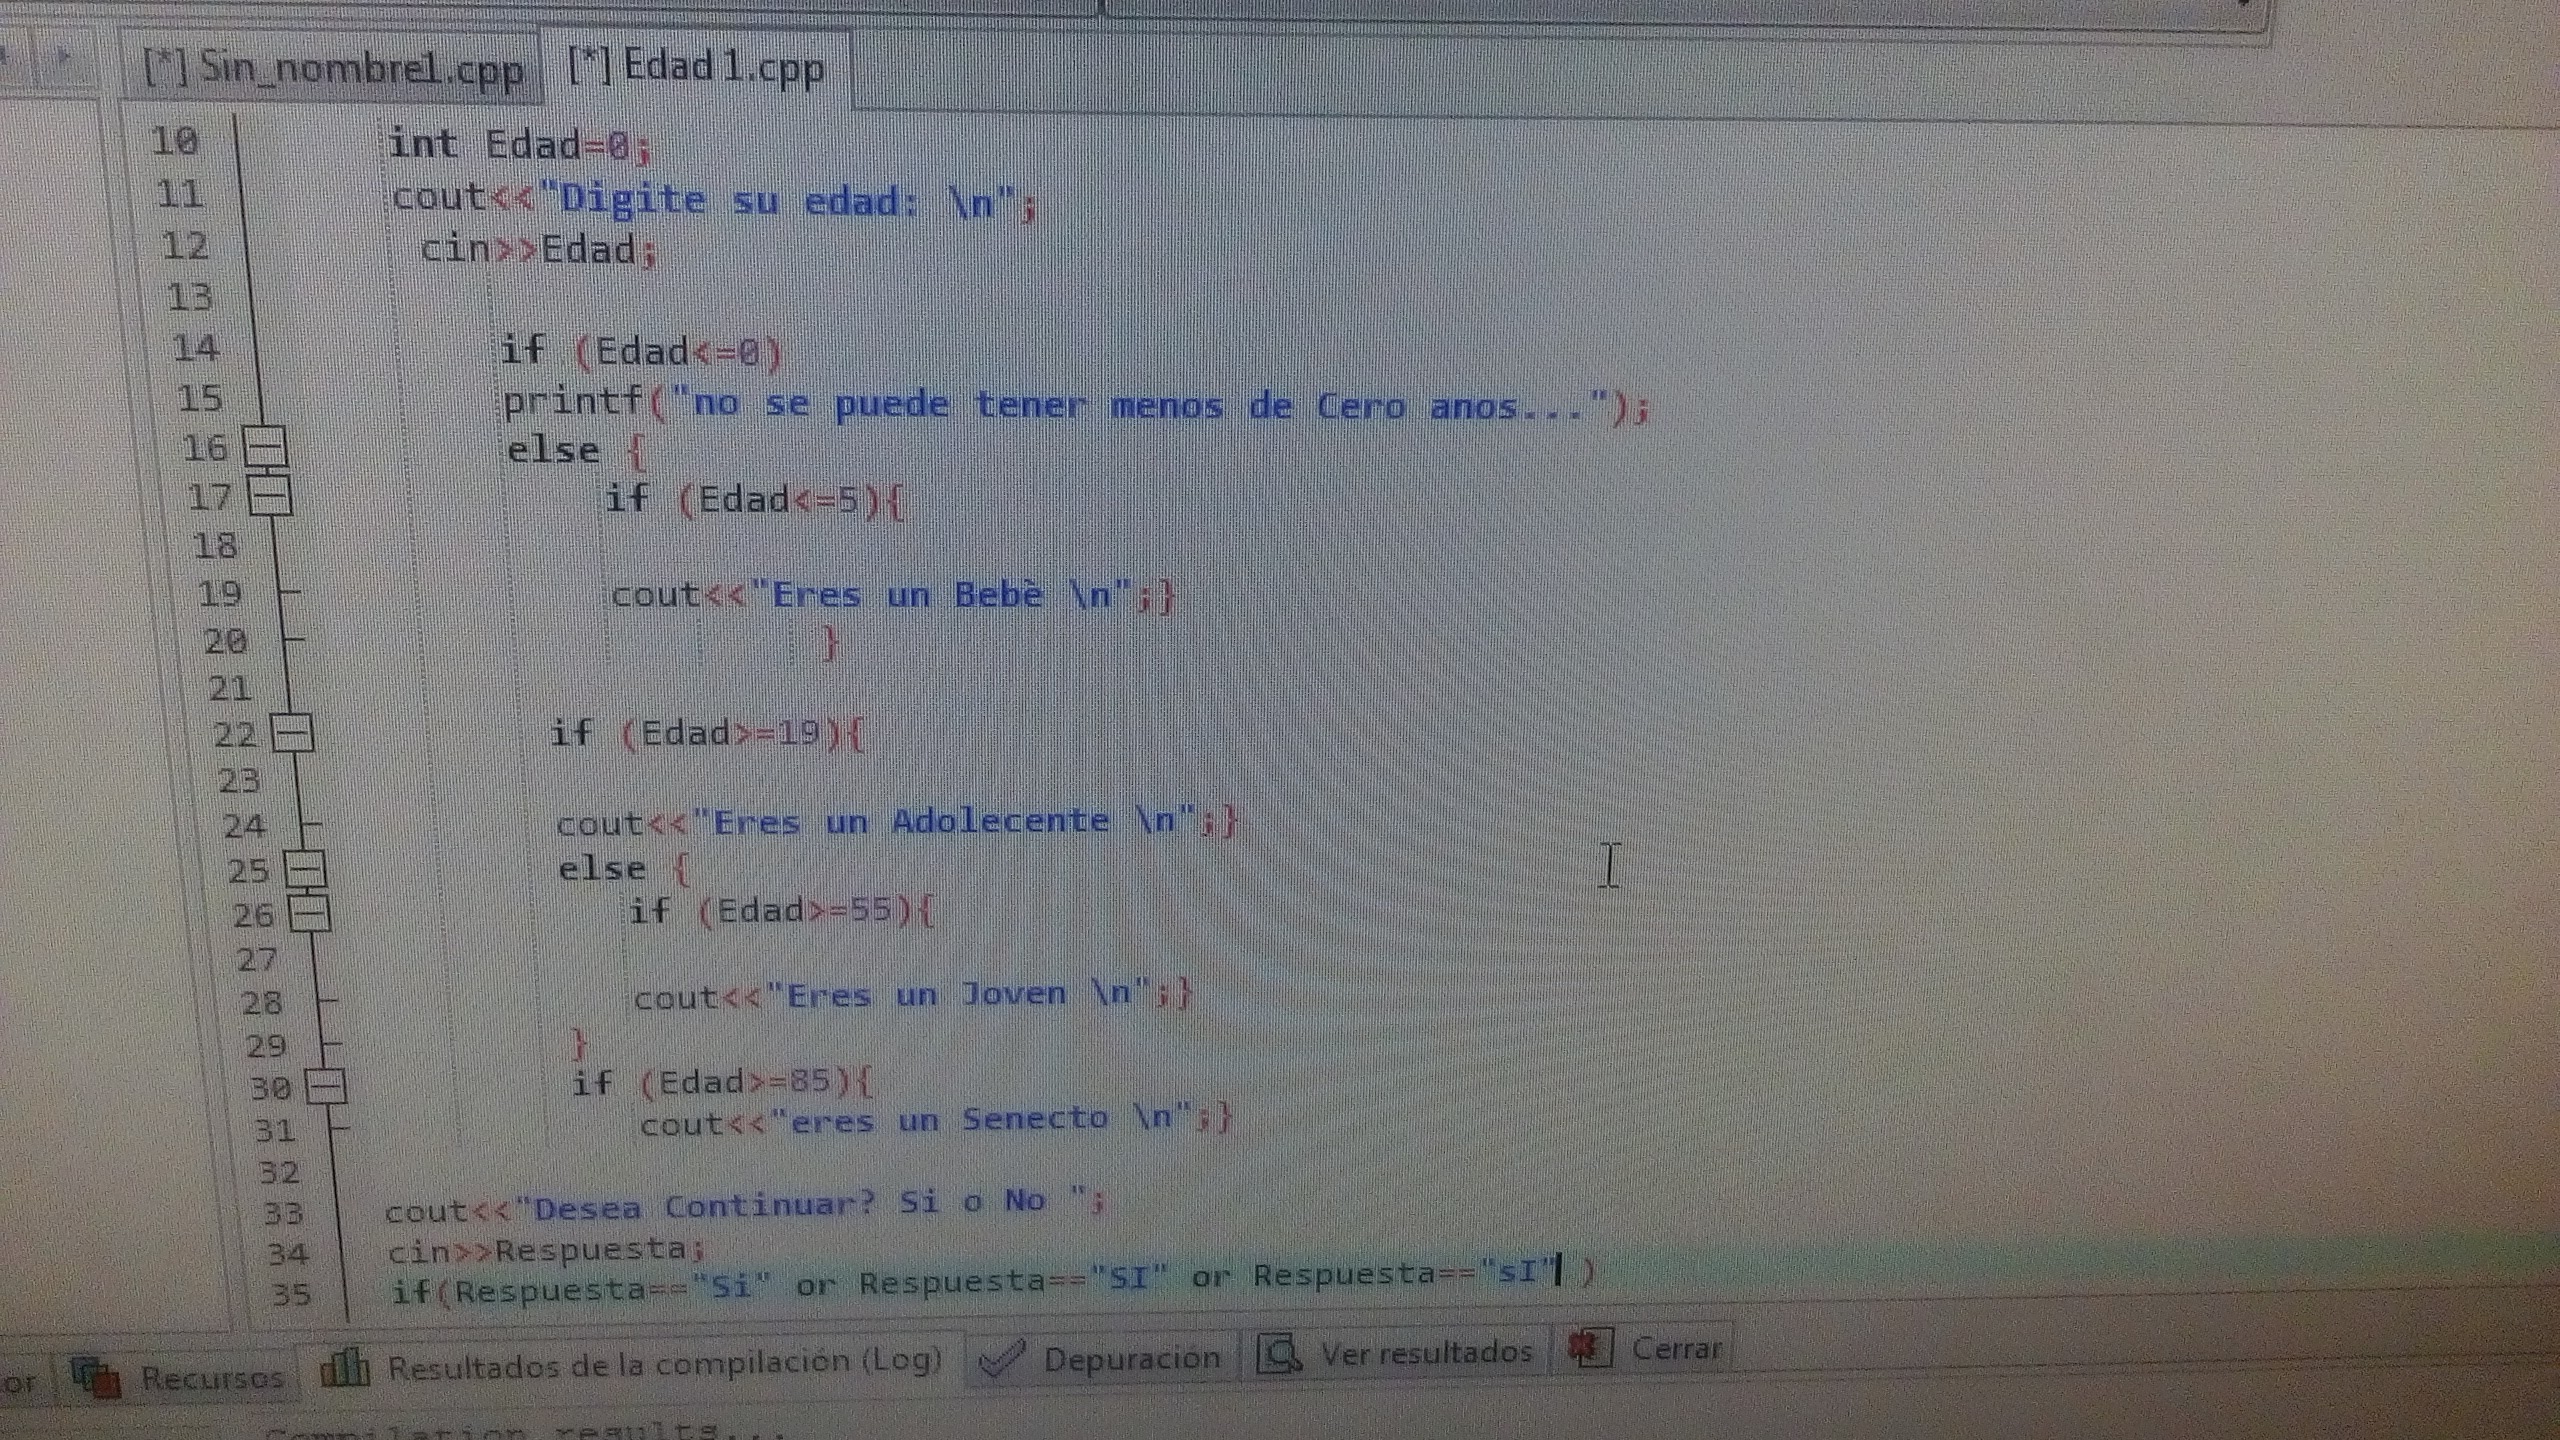 [*] Sin_nombre1.cpp [*] Edad 1.cpp
10 int Edad=0;
11 cout<<"Digite su edad: \n";
12 cin>>Edad;
13
14 if (Edad<=0)
15 printf("no se puede tener menos de Cero anos...");
16 else {
17 if (Edad<=5){
18
19 cout<<"Eres un Bebè \n";}
20 }
21
22 if (Edad>=19){
23
24 cout<<"Eres un Adolecente \n";}
25 else {
26 if (Edad>=55){
27
28 cout<<"Eres un Joven \n";}
29 }
30 if (Edad>=85){
31 cout<<"eres un Senecto \n";}
32
33 cout<<"Desea Continuar? Si o No ";
34 cin>>Respuesta;
35 if(Respuesta=="Si" or Respuesta=="SI" or Respuesta=="sI" )
or Recursos Resultados de la compilación (Log) Depuración Ver resultados Cerrar
Compilation results...